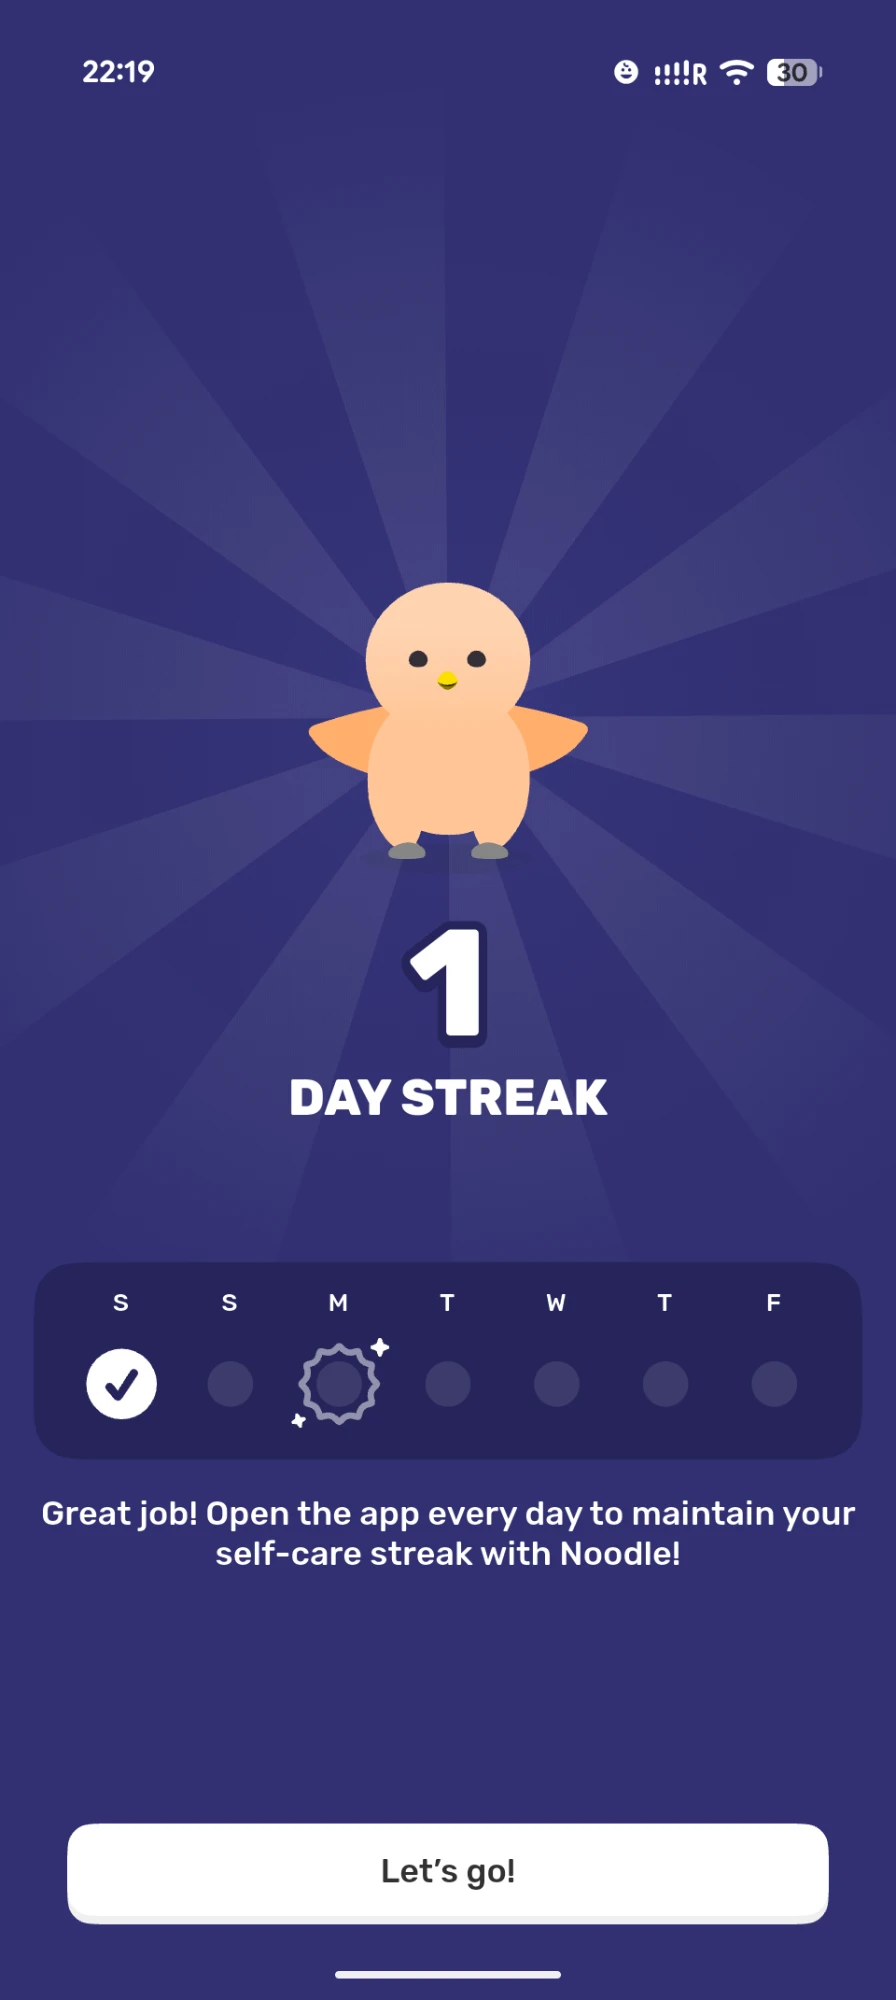 22:19
R
30
1
DAY STREAK
S S M T W T F
Great job! Open the app every day to maintain your
self-care streak with Noodle!
Let’s go!